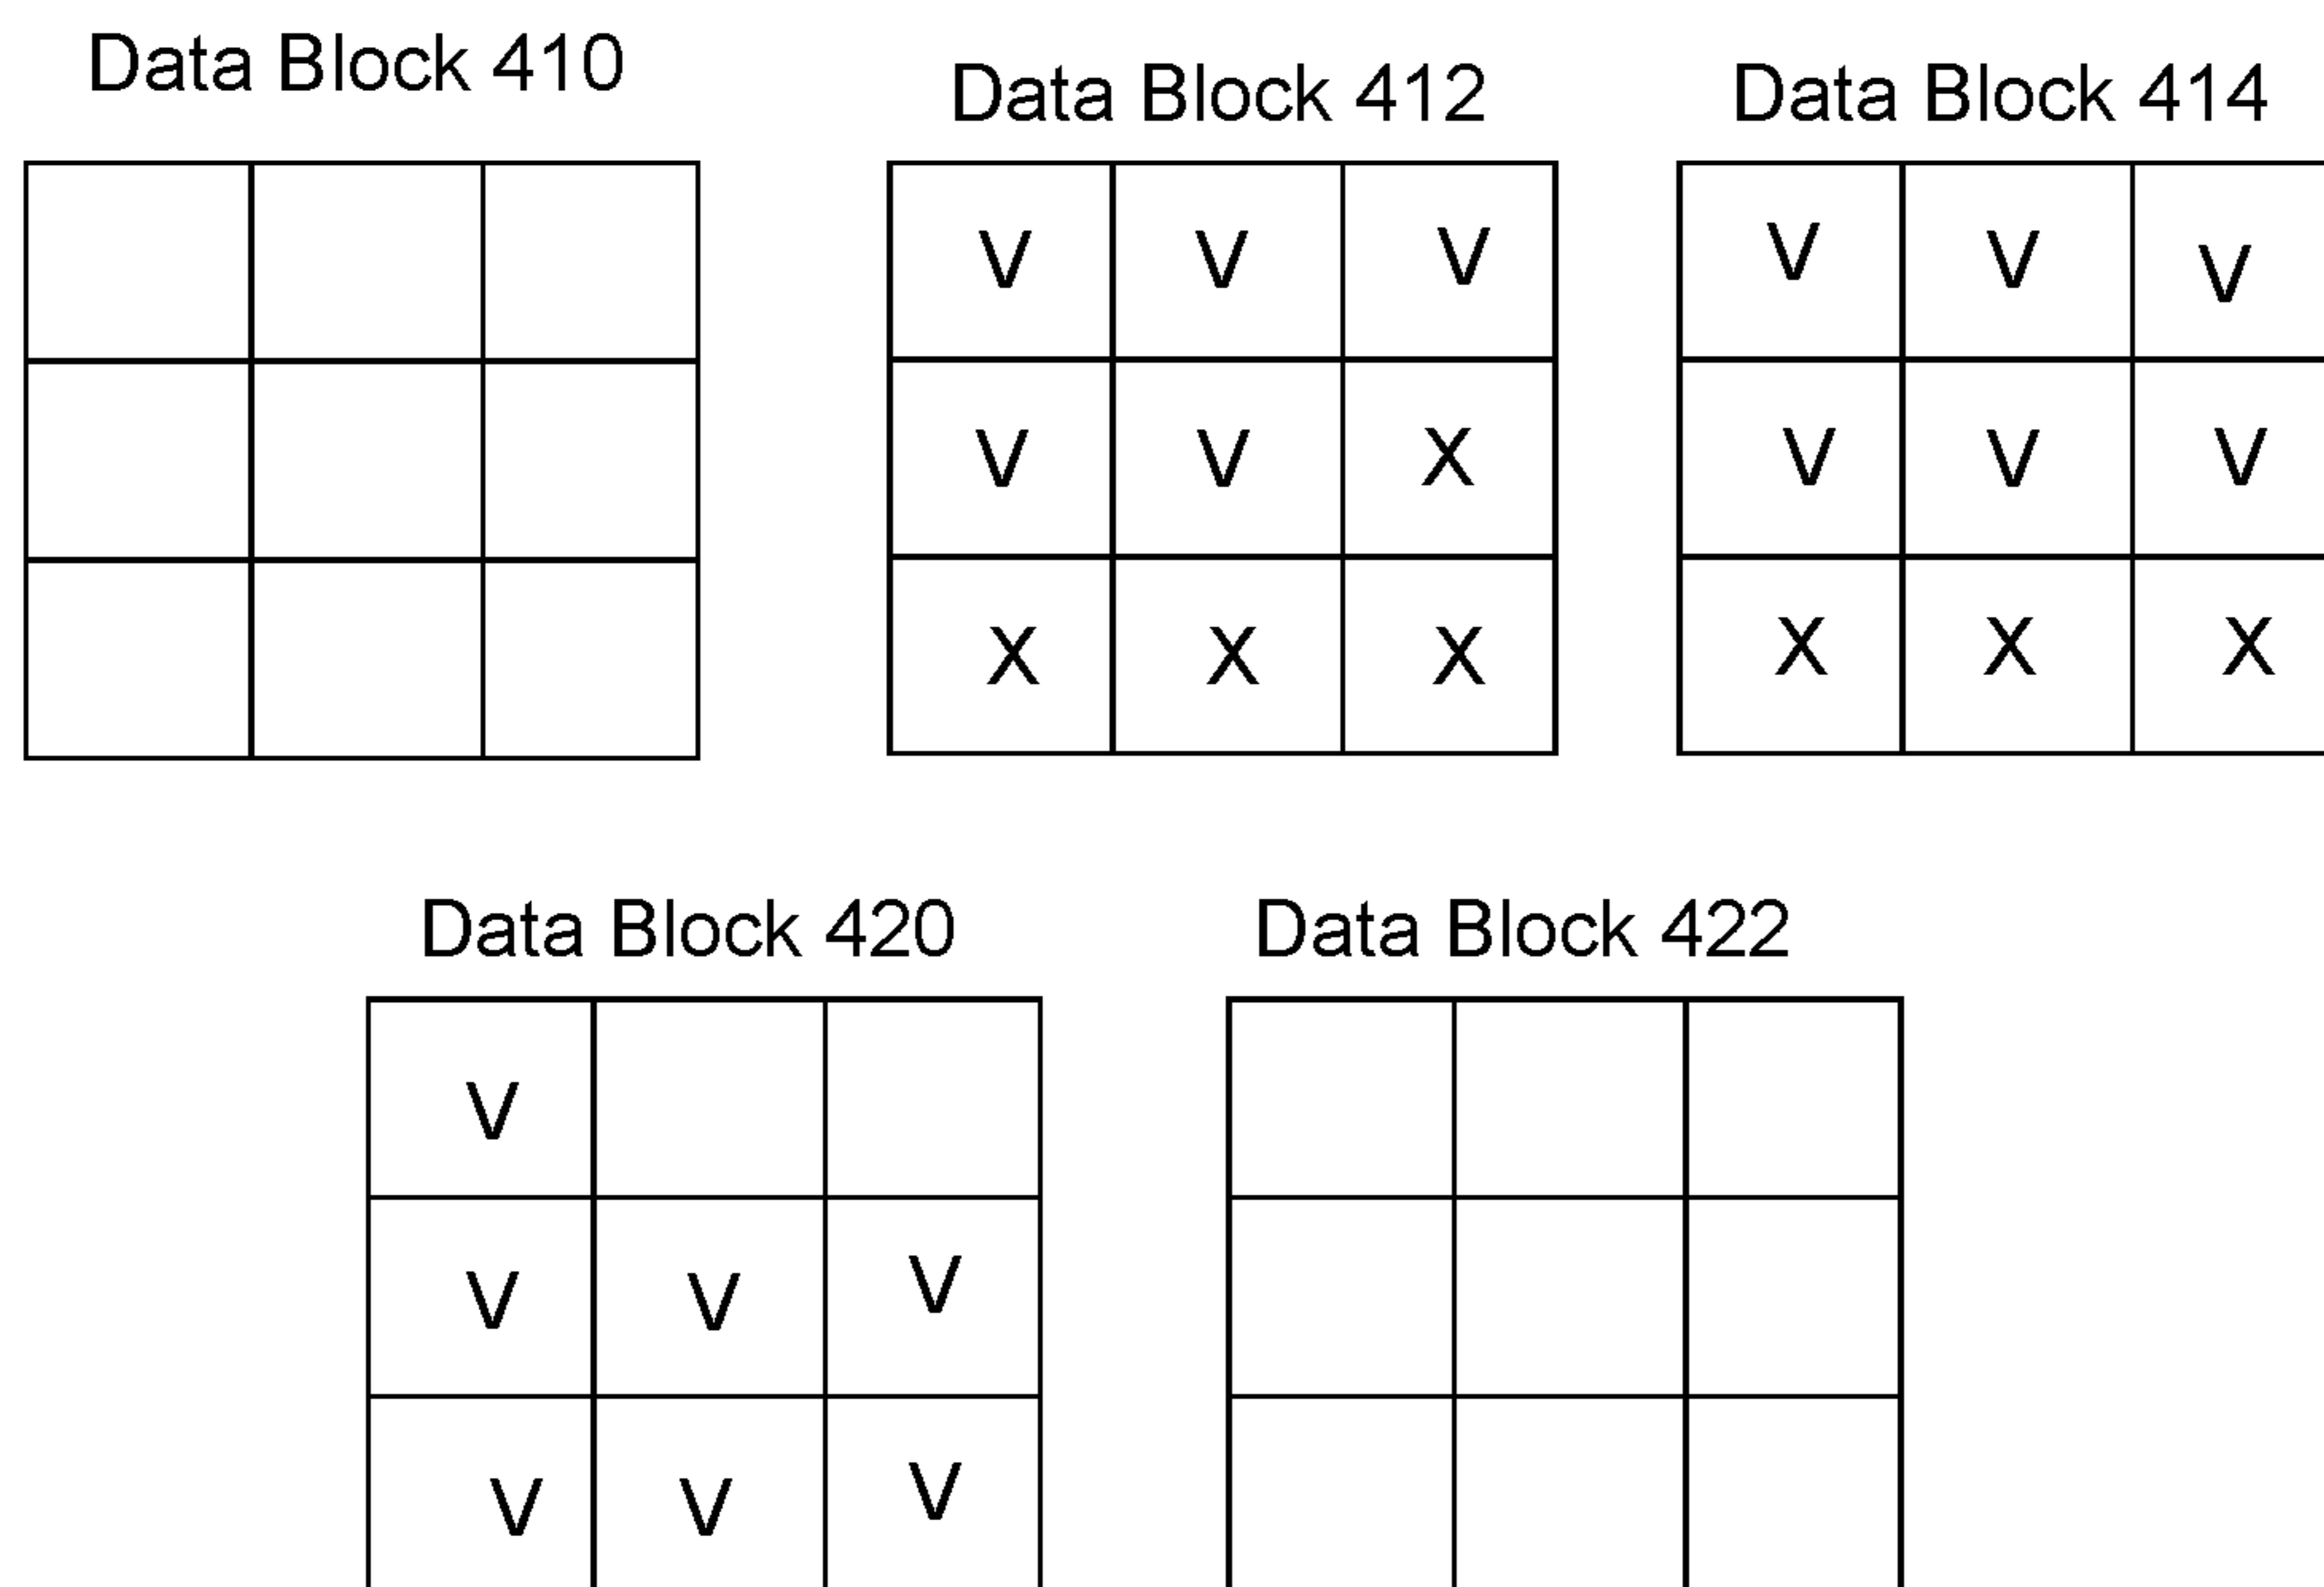 Data Block 410
Data Block 412
Data Block 414
V V V
V V V
V V X
V V V
X X X
X X X
Data Block 420
Data Block 422
V
V V V
V V V